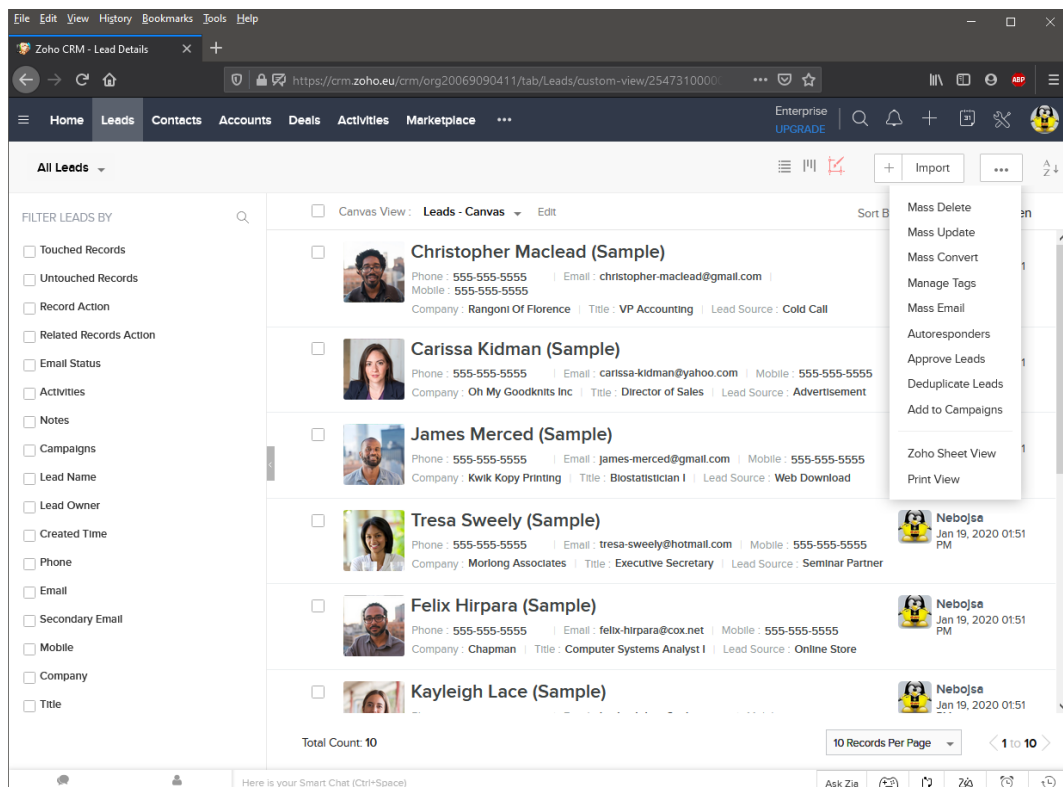 File Edit View History Bookmarks Tools Help
Zoho CRM - Lead Details
https://crm.zoho.eu/crm/org20069090411/tab/Leads/custom-view/25473100000
ABP
Home Leads Contacts Accounts Deals Activities Marketplace
Enterprise
UPGRADE
31
All Leads
+ Import
A
Z
FILTER LEADS BY
Touched Records
Untouched Records
Record Action
Related Records Action
Email Status
Activities
Notes
Campaigns
Lead Name
Lead Owner
Created Time
Phone
Email
Secondary Email
Mobile
Company
Title
Canvas View : Leads - Canvas Edit
Sort B
Christopher Maclead (Sample)
Phone : 555-555-5555 Email : christopher-maclead@gmail.com
Mobile : 555-555-5555
Company : Rangoni Of Florence Title : VP Accounting Lead Source : Cold Call
Carissa Kidman (Sample)
Phone : 555-555-5555 Email : carissa-kidman@yahoo.com Mobile : 555-555-5555
Company : Oh My Goodknits Inc Title : Director of Sales Lead Source : Advertisement
James Merced (Sample)
Phone : 555-555-5555 Email : james-merced@gmail.com Mobile : 555-555-5555
Company : Kwik Kopy Printing Title : Biostatistician I Lead Source : Web Download
Tresa Sweely (Sample)
Phone : 555-555-5555 Email : tresa-sweely@hotmail.com Mobile : 555-555-5555
Company : Morlong Associates Title : Executive Secretary Lead Source : Seminar Partner
Nebojsa
Jan 19, 2020 01:51
PM
Felix Hirpara (Sample)
Phone : 555-555-5555 Email : felix-hirpara@cox.net Mobile : 555-555-5555
Company : Chapman Title : Computer Systems Analyst I Lead Source : Online Store
Nebojsa
Jan 19, 2020 01:51
PM
Kayleigh Lace (Sample)
Nebojsa
Jan 19, 2020 01:51
Mass Delete
Mass Update
Mass Convert
Manage Tags
Mass Email
Autoresponders
Approve Leads
Deduplicate Leads
Add to Campaigns
Zoho Sheet View
Print View
Total Count: 10
10 Records Per Page
1 to 10
Here is your Smart Chat (Ctrl+Space)
Ask Zia